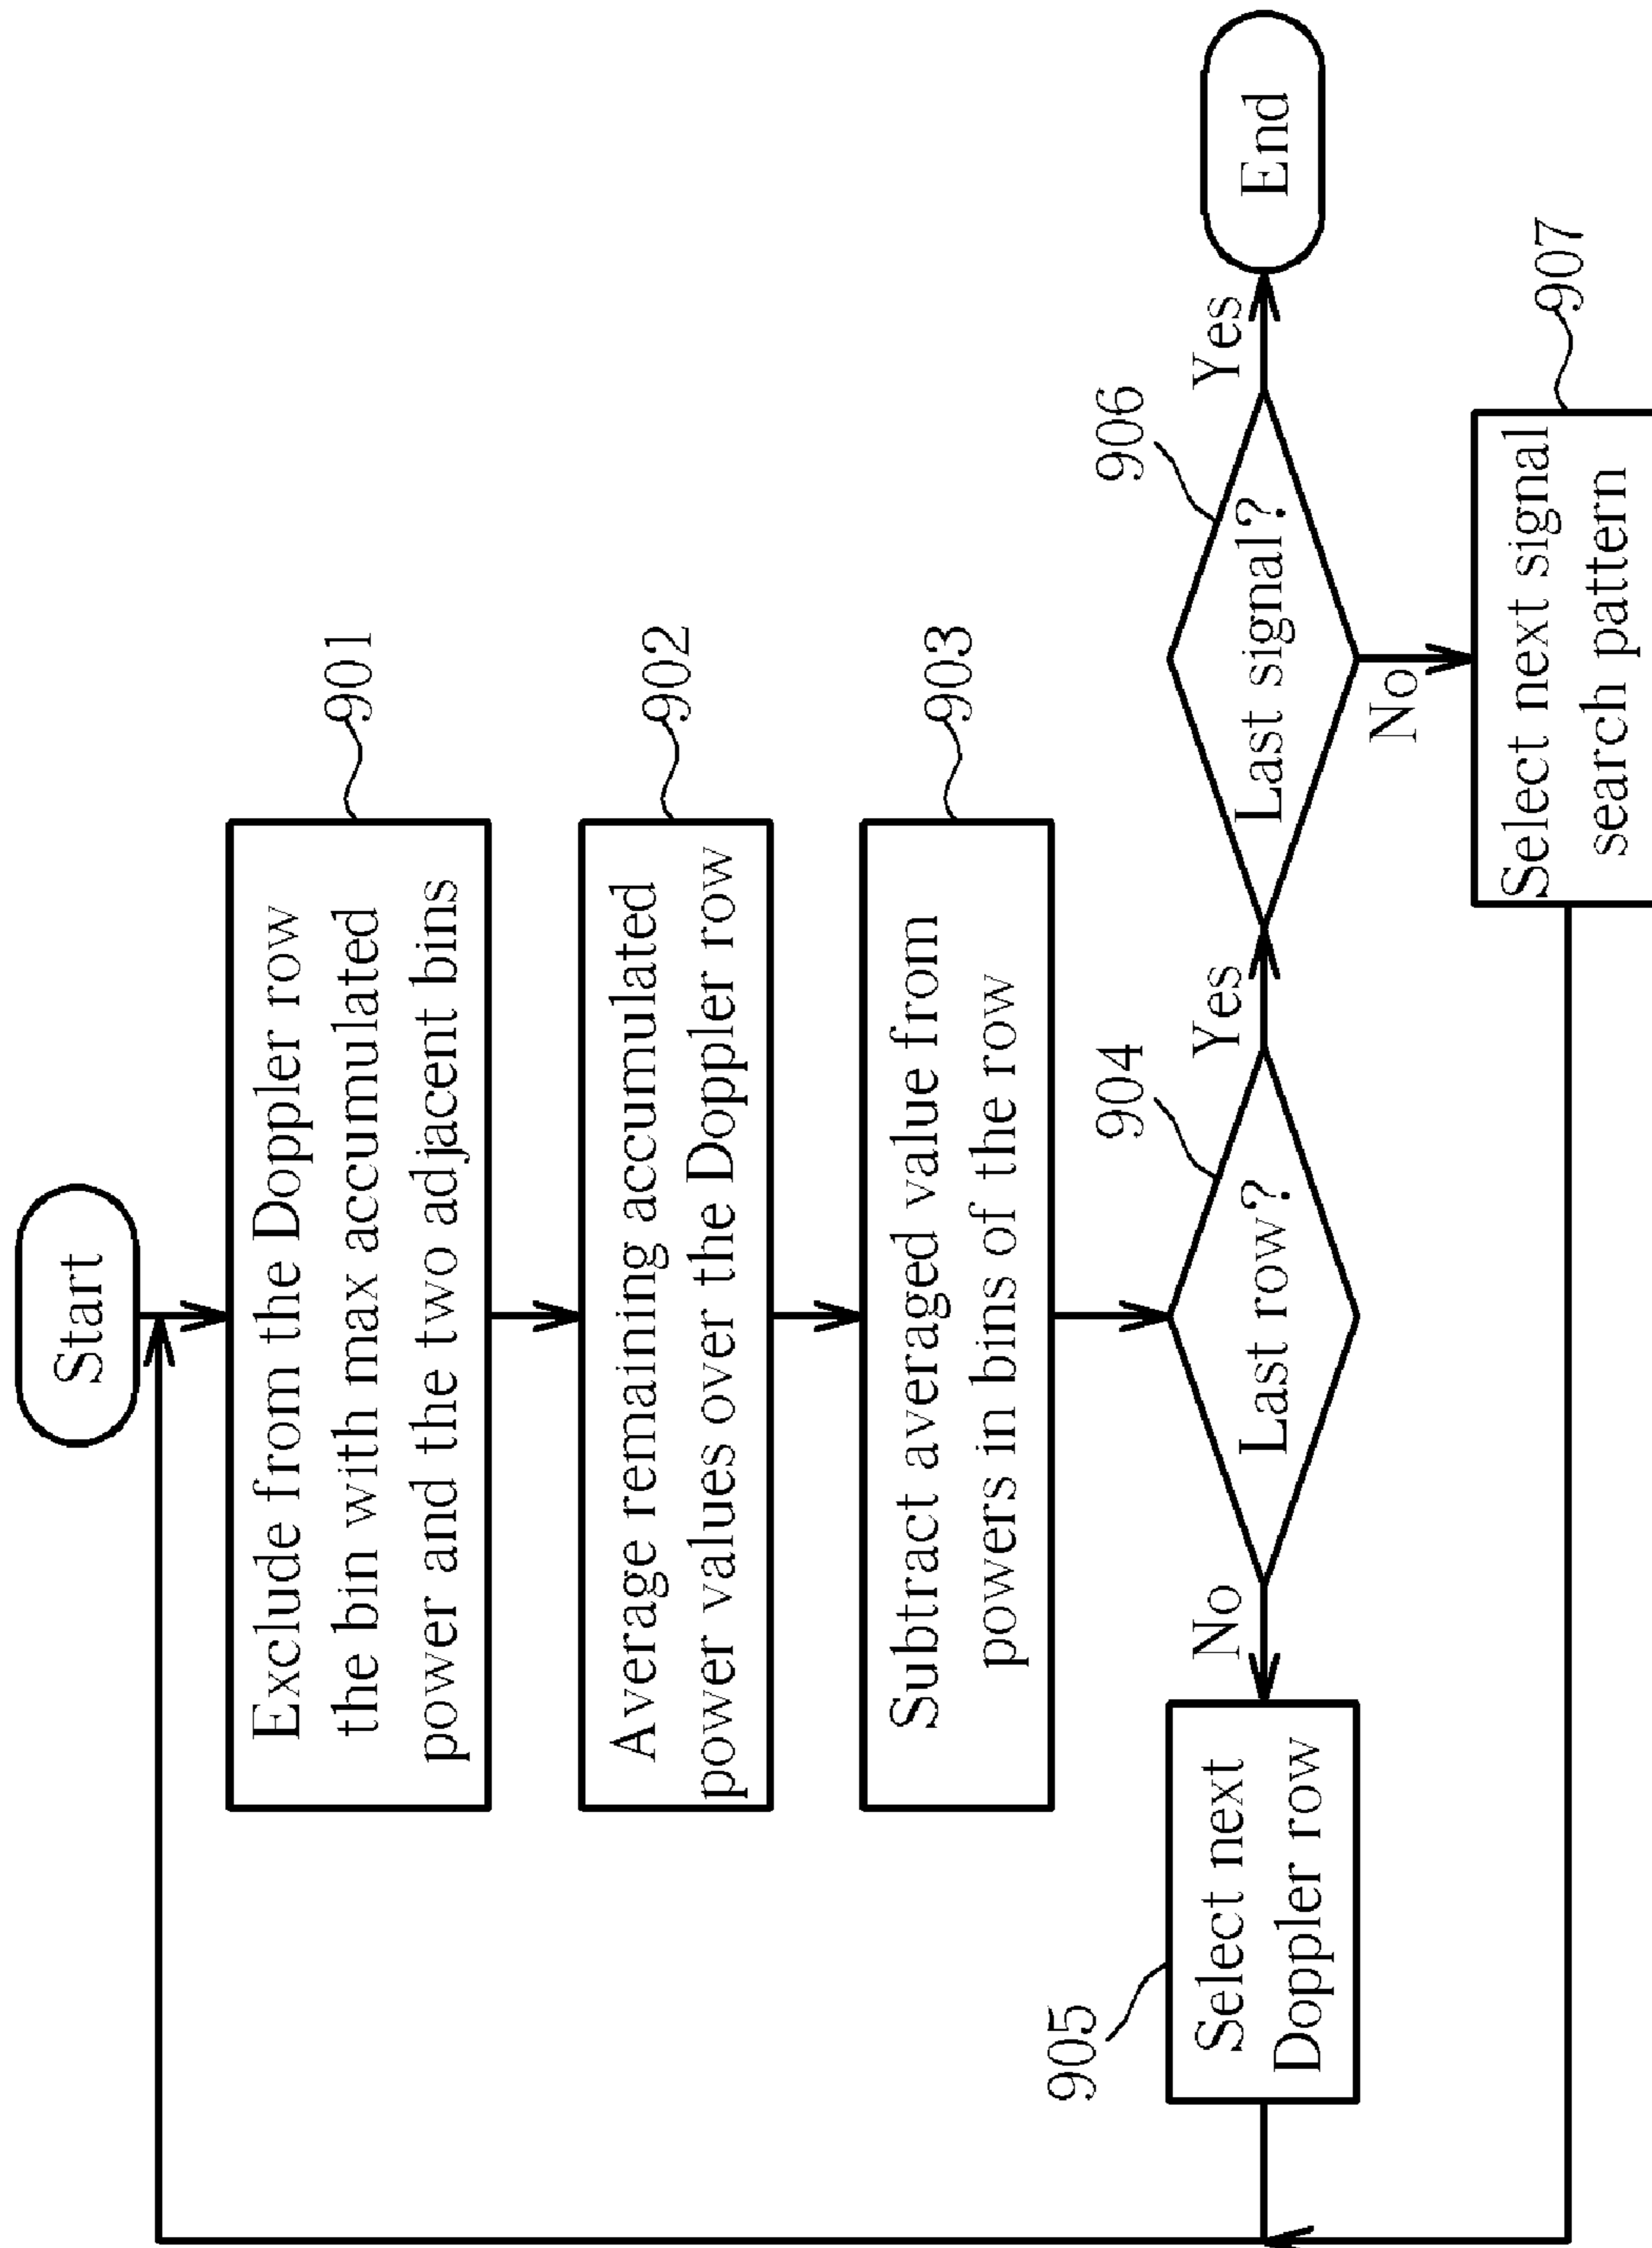 Start
Exclude from the Doppler row
the bin with max accumulated
power and the two adjacent bins
901
Average remaining accumulated
power values over the Doppler row
902
Subtract averaged value from
powers in bins of the row
903
904
Last row?
No
Yes
905
Select next
Doppler row
906
Last signal?
Yes
No
End
907
Select next signal
search pattern